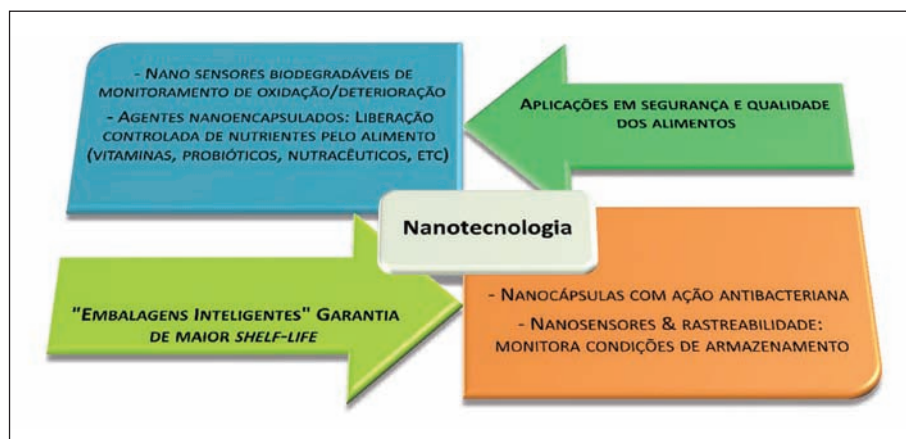 - Nano sensores biodegradáveis de
monitoramento de oxidação/deterioração
- Agentes nanoencapsulados: Liberação
controlada de nutrientes pelo alimento
(vitaminas, probióticos, nutracêuticos, etc)
Aplicações em segurança e qualidade
dos alimentos
Nanotecnologia
"Embalagens Inteligentes" Garantia
de maior shelf-life
- Nanocápsulas com ação antibacteriana
- Nanosensores & rastreabilidade:
monitora condições de armazenamento